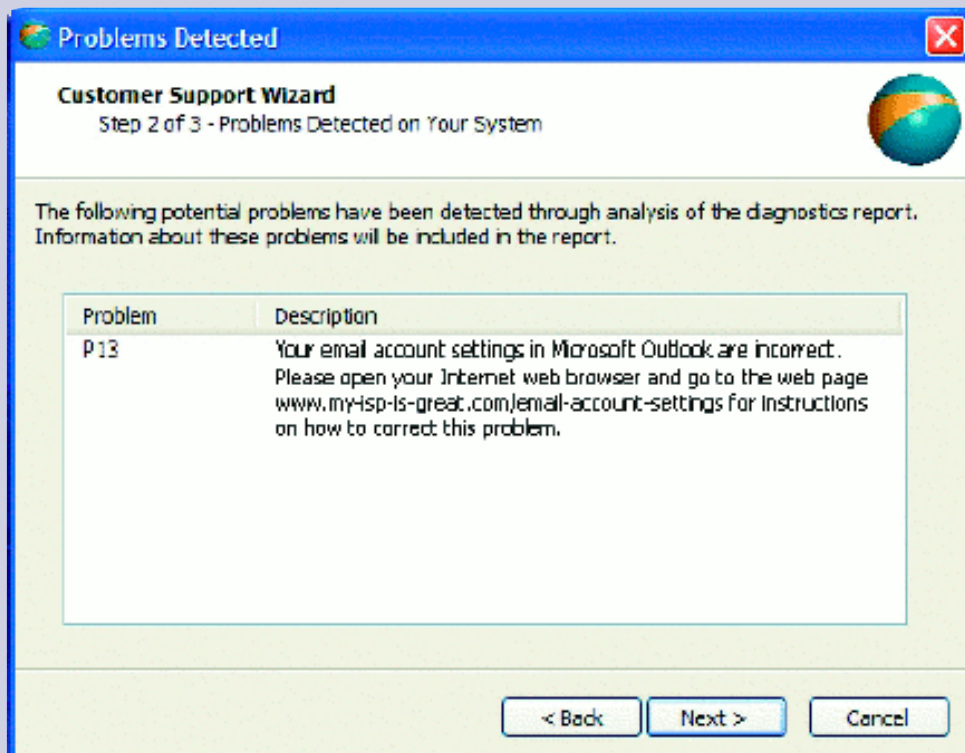 Problems Detected
Customer Support Wizard
Step 2 of 3 - Problems Detected on Your System
The following potential problems have been detected through analysis of the diagnostics report.
Information about these problems will be included in the report.
Problem Description
P13 Your email account settings in Microsoft Outlook are incorrect.
Please open your Internet web browser and go to the web page
www.my-isp-is-great.com/email-account-settings for instructions
on how to correct this problem.
< Back Next > Cancel